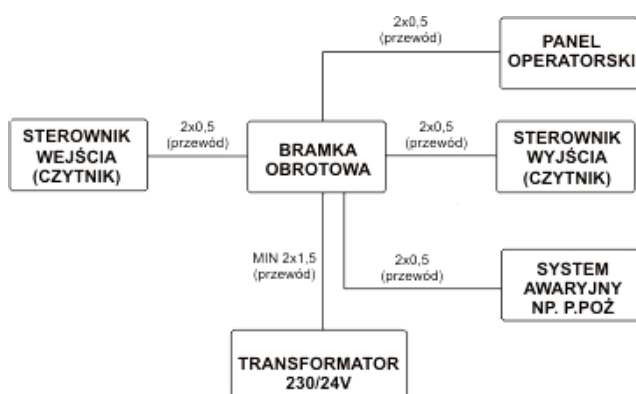 2x0,5
(przewód)
PANEL
OPERATORSKI
STEROWNIK
WEJŚCIA
(CZYTNIK)
2x0,5
(przewód)
BRAMKA
OBROTOWA
2x0,5
(przewód)
STEROWNIK
WYJŚCIA
(CZYTNIK)
MIN 2x1,5
(przewód)
2x0,5
(przewód)
SYSTEM
AWARYJNY
NP. P.POŻ
TRANSFORMATOR
230/24V